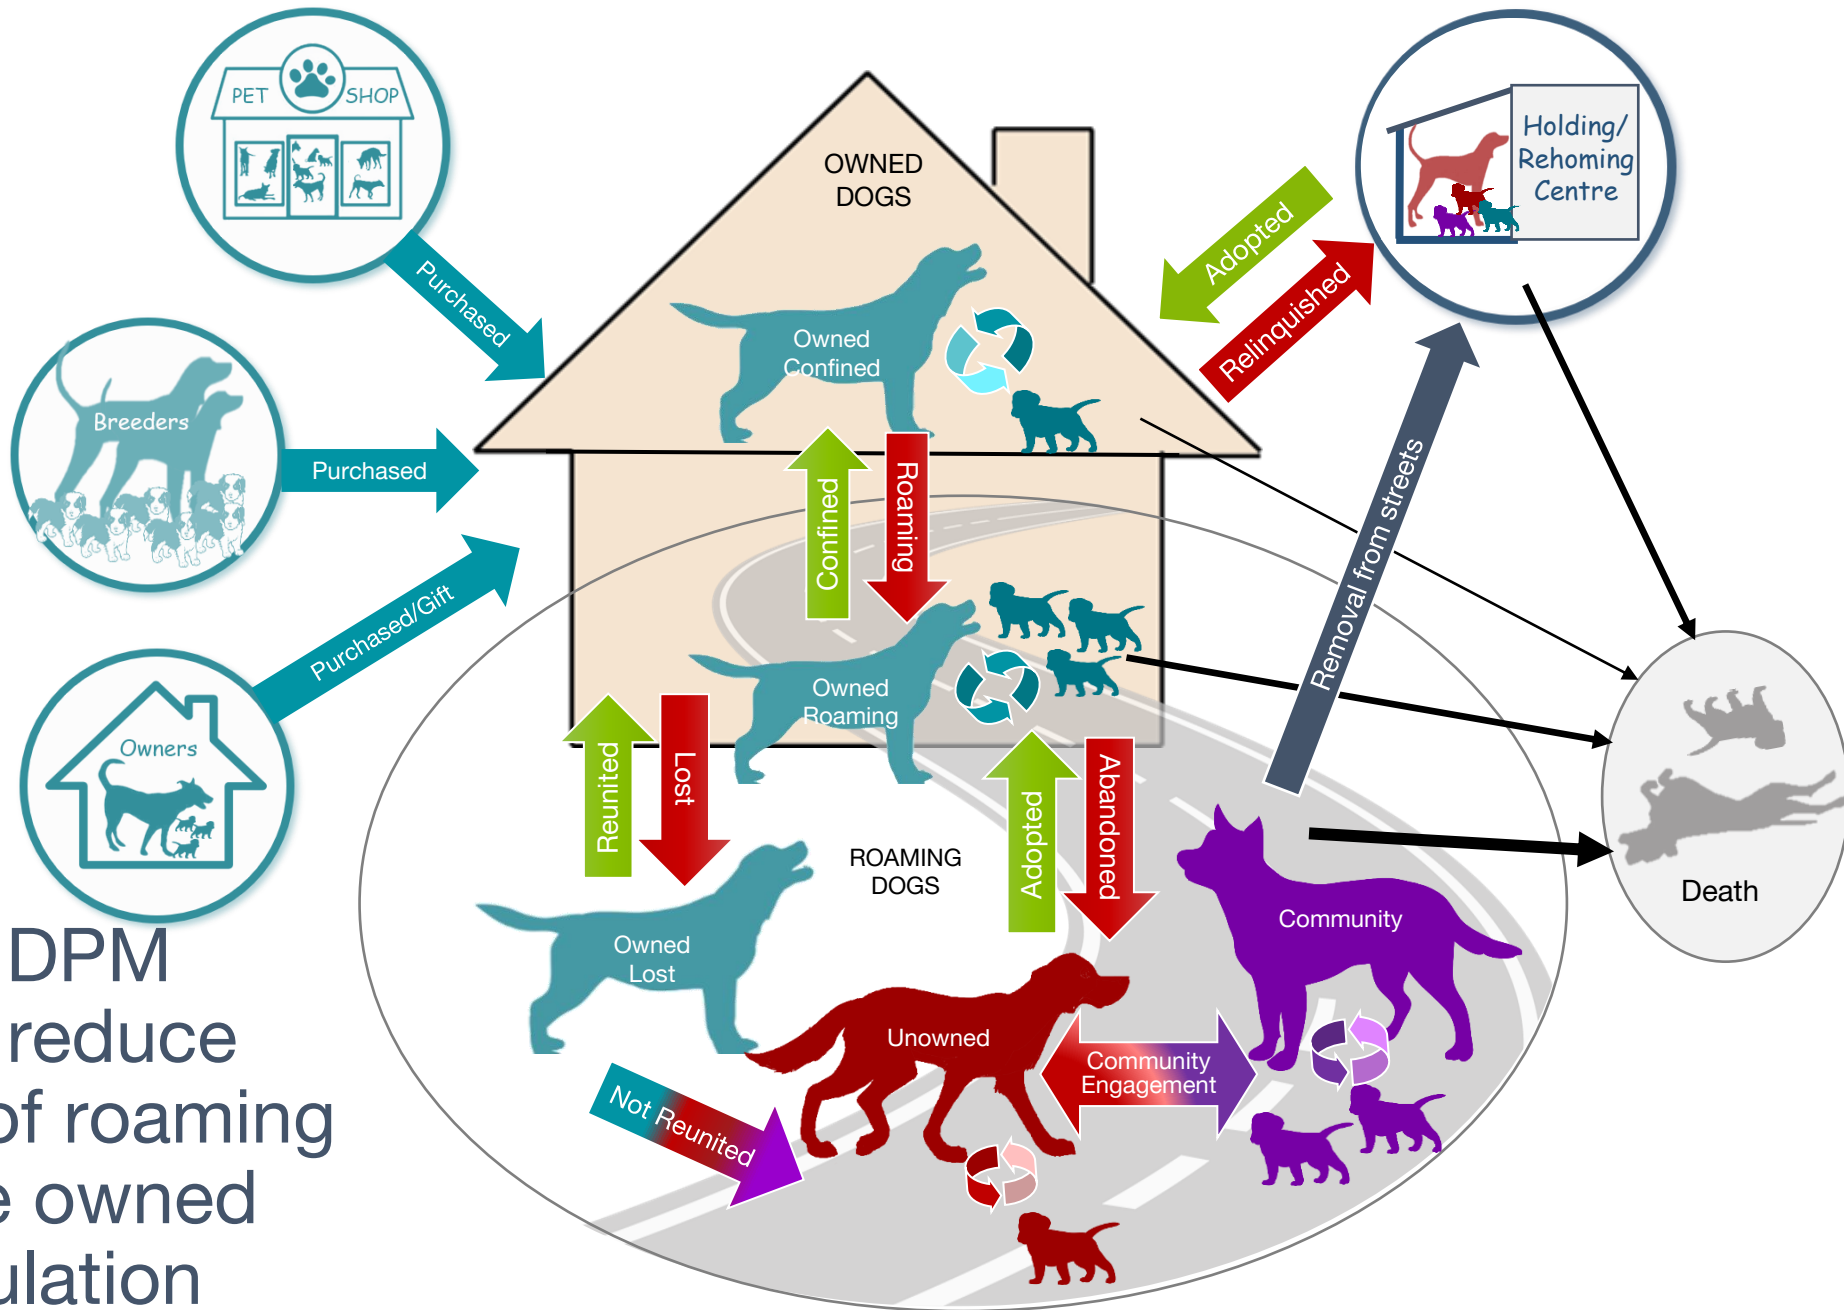 PET SHOP
Holding/
Rehoming
Centre
OWNED
DOGS
Adopted
Relinquished
Purchased
Owned
Confined
Breeders
Purchased
Confined
Roaming
Removal from streets
Purchased/Gift
Owned
Roaming
Owners
Reunited
Lost
Adopted
Abandoned
ROAMING
DOGS
Death
Community
Owned
Lost
DPM
reduce
of roaming
e owned
ulation
Unowned
Community
Engagement
Not Reunited